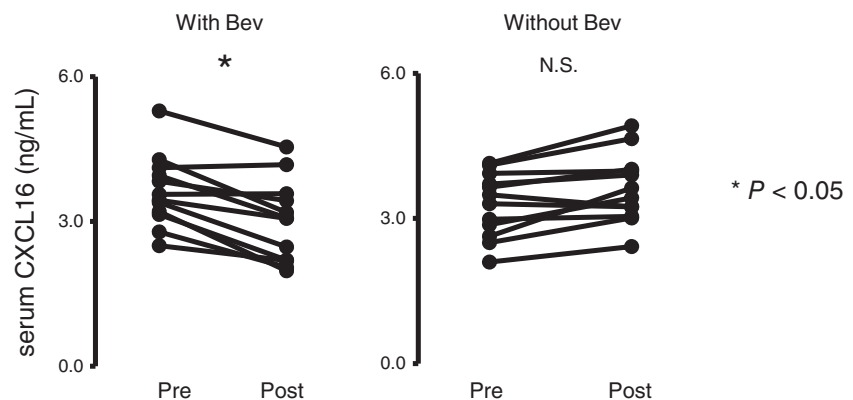 With Bev
Without Bev
*
N.S.
6.0
6.0
serum CXCL16 (ng/mL)
3.0
3.0
* P < 0.05
0.0
0.0
Pre
Post
Pre
Post